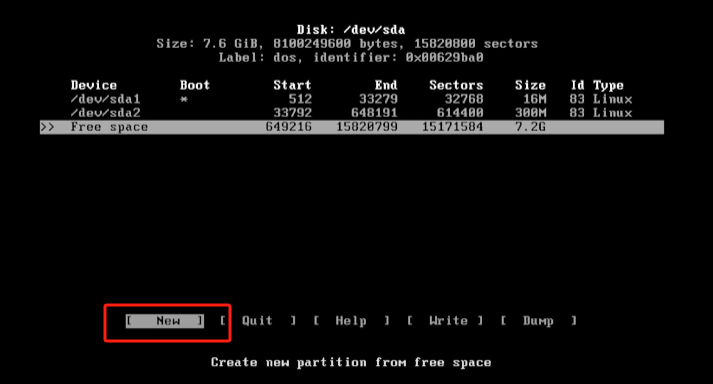 Disk: /dev/sda
Size: 7.6 GiB, 8100249600 bytes, 15820800 sectors
Label: dos, identifier: 0x00629ba0
Device Boot Start End Sectors Size Id Type
/dev/sda1 * 512 33279 32768 16M 83 Linux
/dev/sda2 33792 648191 614400 300M 83 Linux
>> Free space 649216 15820799 15171584 7.2G
[ New ] [ Quit ] [ Help ] [ Write ] [ Dump ]
Create new partition from free space